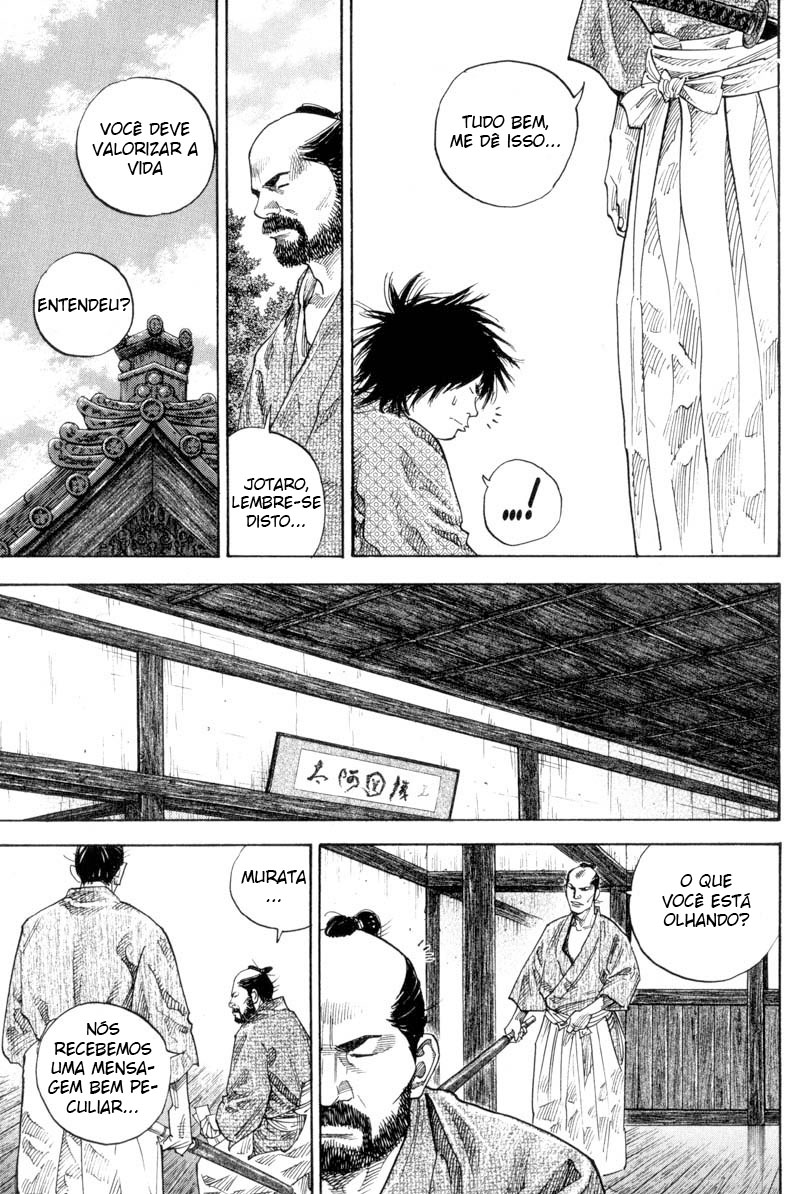 TUDO BEM,
ME DÊ ISSO...
....!
JOTARO,
LEMBRE-SE
DISTO...
VOCÊ DEVE
VALORIZAR A
VIDA
ENTENDEU?
O QUE
VOCÊ ESTÁ
OLHANDO?
MURATA
...
NÓS
RECEBEMOS
UMA MENSA-
GEM BEM PE-
CULIAR...